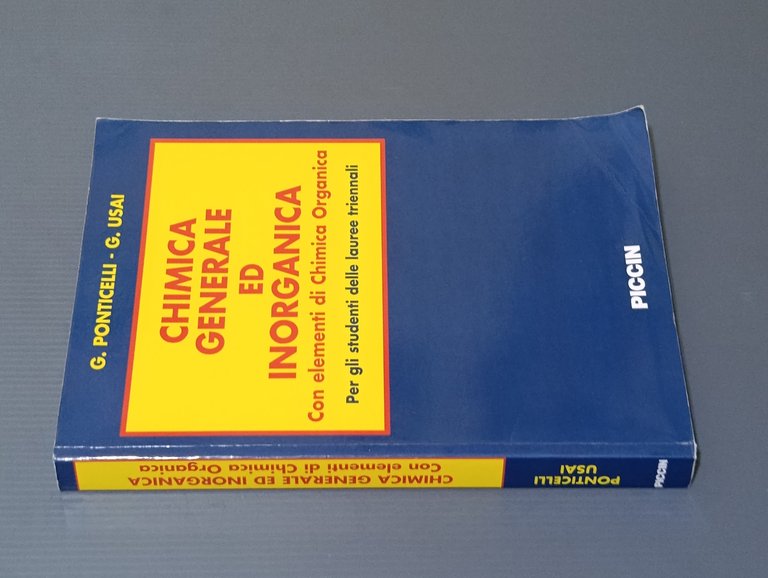 G. PONTICELLI - G. USAI
CHIMICA
GENERALE
ED
INORGANICA
Con elementi di Chimica Organica
Per gli studenti delle lauree triennali
PICCIN
CHIMICA GENERALE ED INORGANICA
Con elementi di Chimica Organica
PONTICELLI
USAI
PICCIN